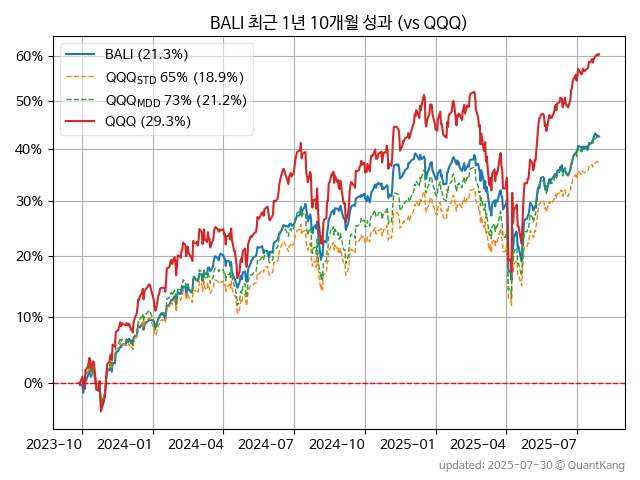 BALI 최근 1년 10개월 성과 (vs QQQ)
BALI (21.3%)
QQQSTD 65% (18.9%)
QQQMDD 73% (21.2%)
QQQ (29.3%)
60%
50%
40%
30%
20%
10%
0%
2023-10 2024-01 2024-04 2024-07 2024-10 2025-01 2025-04 2025-07
updated: 2025-07-30 © QuantKang